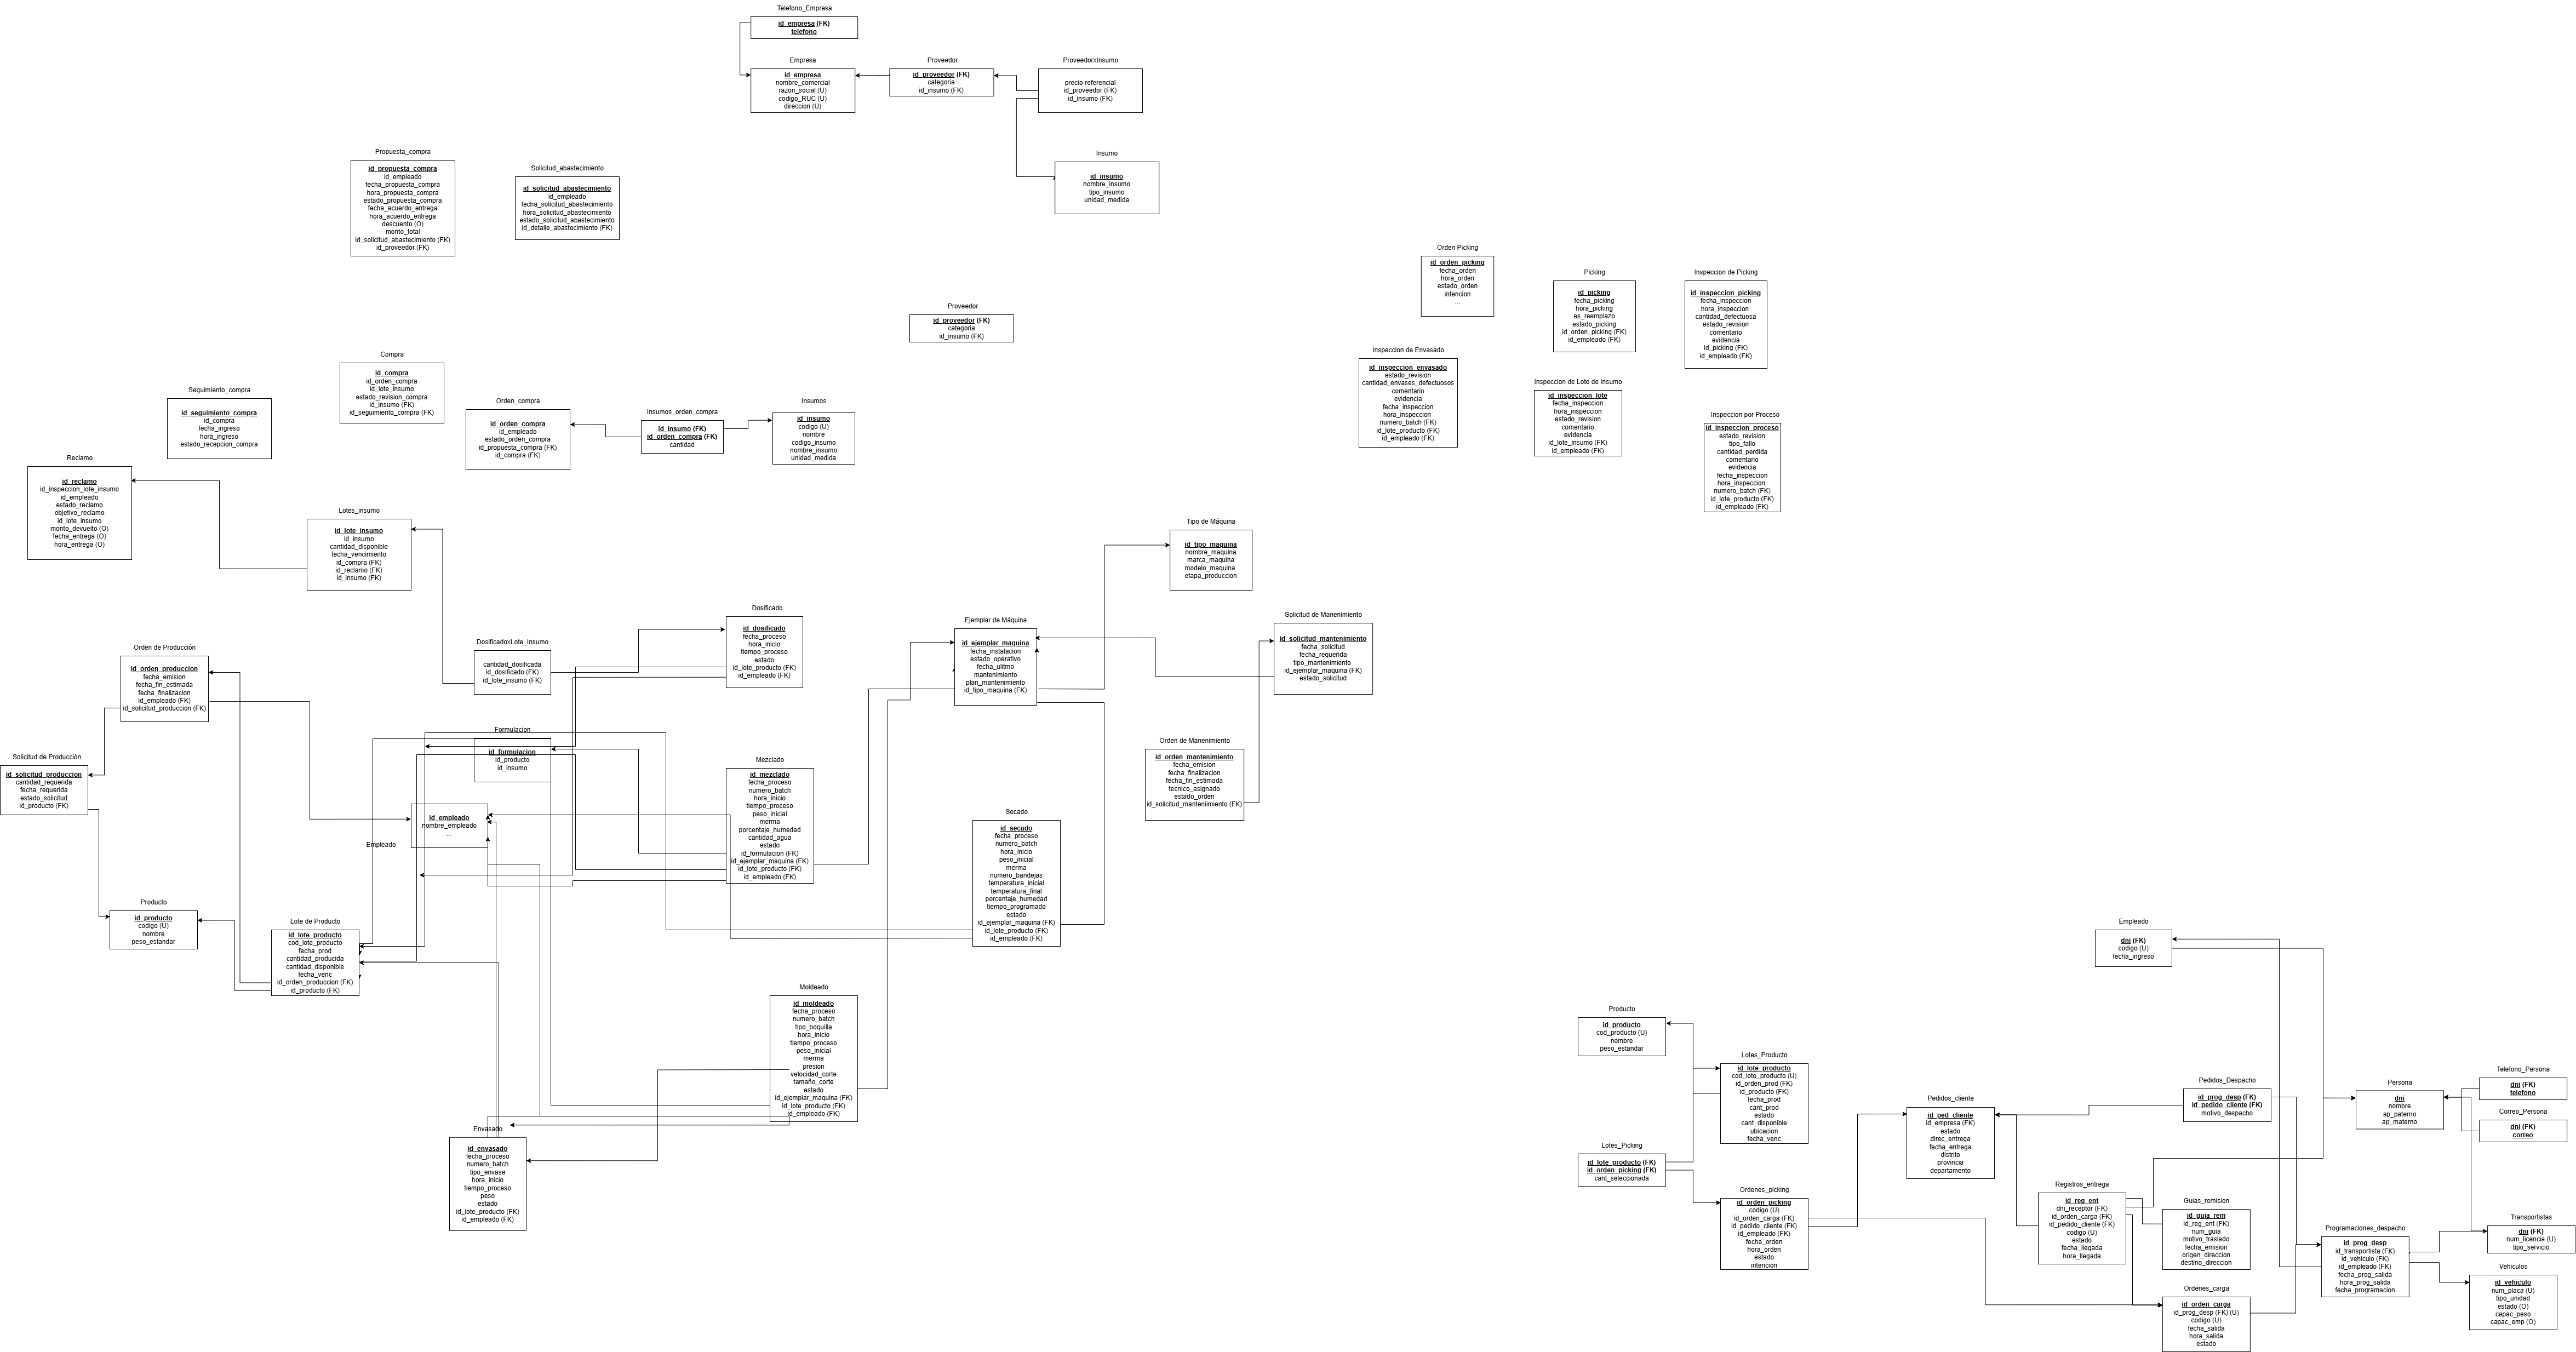 Telefono_Empresa
id_empresa (FK)
telefono
Empresa
id_empresa
nombre_comercial
razon_social (U)
codigo_RUC (U)
direccion (U)
Proveedor
id_proveedor (FK)
categoria
id_insumo (FK)
ProveedorxInsumo
precio-referencial
id_proveedor (FK)
id_insumo (FK)
Propuesta_compra
id_propuesta_compra
id_empleado
fecha_propuesta_compra
hora_propuesta_compra
estado_propuesta_compra
fecha_acuerdo_entrega
hora_acuerdo_entrega
descuento (O)
monto_total
id_solicitud_abastecimiento (FK)
id_proveedor (FK)
Solicitud_abastecimiento
id_solicitud_abastecimiento
id_empleado
fecha_solicitud_abastecimiento
hora_solicitud_abastecimiento
estado_solicitud_abastecimiento
id_detalle_abastecimiento (FK)
Insumo
id_insumo
nombre_insumo
tipo_insumo
unidad_medida
Orden Picking
id_orden_picking
fecha_orden
hora_orden
estado_orden
intencion
...
Picking
id_picking
fecha_picking
hora_picking
es_reemplazo
estado_picking
id_orden_picking (FK)
id_empleado (FK)
Inspeccion de Picking
id_inspeccion_picking
fecha_inspeccion
hora_inspeccion
cantidad_defectuosa
estado_revision
comentario
evidencia
id_picking (FK)
id_empleado (FK)
Proveedor
id_proveedor (FK)
categoria
id_insumo (FK)
Compra
id_compra
id_orden_compra
id_lote_insumo
estado_revision_compra
id_insumo (FK)
id_seguimiento_compra (FK)
Seguimiento_compra
id_seguimiento_compra
id_compra
fecha_ingreso
hora_ingreso
estado_recepcion_compra
Orden_compra
id_orden_compra
id_empleado
estado_orden_compra
id_propuesta_compra (FK)
id_compra (FK)
Insumos_orden_compra
id_insumo (FK)
id_orden_compra (FK)
cantidad
Insumos
id_insumo
codigo (U)
nombre
codigo_insumo
nombre_insumo
unidad_medida
Inspeccion de Envasado
id_inspeccion_envasado
estado_revision
cantidad_envases_defectuosos
comentario
evidencia
fecha_inspeccion
hora_inspeccion
numero_batch (FK)
id_lote_producto (FK)
id_empleado (FK)
Inspeccion de Lote de Insumo
id_inspeccion_lote
fecha_inspeccion
hora_inspeccion
estado_revision
comentario
evidencia
id_lote_insumo (FK)
id_empleado (FK)
Inspeccion por Proceso
id_inspeccion_proceso
estado_revision
tipo_fallo
cantidad_perdida
comentario
evidencia
fecha_inspeccion
hora_inspeccion
numero_batch (FK)
id_lote_producto (FK)
id_empleado (FK)
Reclamo
id_reclamo
id_inspeccion_lote_insumo
id_empleado
estado_reclamo
objetivo_reclamo
id_lote_insumo
monto_devuelto (O)
fecha_entrega (O)
hora_entrega (O)
Lotes_insumo
id_lote_insumo
id_insumo
cantidad_disponible
fecha_vencimiento
id_compra (FK)
id_reclamo (FK)
id_insumo (FK)
Tipo de Máquina
id_tipo_maquina
nombre_maquina
marca_maquina
modelo_maquina
etapa_produccion
DosificadoxLote_Insumo
cantidad_dosificada
id_dosificado (FK)
id_lote_insumo (FK)
Dosificado
id_dosificado
fecha_proceso
hora_inicio
tiempo_proceso
estado
id_lote_producto (FK)
id_empleado (FK)
Ejemplar de Máquina
id_ejemplar_maquina
fecha_instalacion
estado_operativo
fecha_ulitmo
mantenimiento
plan_mantenimiento
id_tipo_maquina (FK)
Solicitud de Manenimiento
id_solicitud_mantenimiento
fecha_solicitud
fecha_requerida
tipo_mantenimiento
id_ejemplar_maquina (FK)
estado_solicitud
Orden de Producción
id_orden_produccion
fecha_emision
fecha_fin_estimada
fecha_finalizacion
id_empleado (FK)
id_solicitud_produccion (FK)
Solicitud de Producción
id_solicitud_produccion
cantidad_requerida
fecha_requerida
estado_solicitud
id_producto (FK)
Formulacion
id_formulacion
id_producto
id_insumo
id_empleado
nombre_empleado
...
Empleado
Mezclado
id_mezclado
fecha_proceso
numero_batch
hora_inicio
tiempo_proceso
peso_inicial
merma
porcentaje_humedad
cantidad_agua
estado
id_formulacion (FK)
id_ejemplar_maquina (FK)
id_lote_producto (FK)
id_empleado (FK)
Orden de Manenimiento
id_orden_mantenimiento
fecha_emision
fecha_finalizacion
fecha_fin_estimada
tecnico_asignado
estado_orden
id_solicitud_manteniimiento (FK)
Secado
id_secado
fecha_proceso
numero_batch
hora_inicio
peso_inicial
merma
numero_bandejas
temperatura_inicial
temperatura_final
porcentaje_humedad
tiempo_programado
estado
id_ejemplar_maquina (FK)
id_lote_producto (FK)
id_empleado (FK)
Producto
id_producto
codigo (U)
nombre
peso_estandar
Lote de Producto
id_lote_producto
cod_lote_producto
fecha_prod
cantidad_producida
cantidad_disponible
fecha_venc
id_orden_produccion (FK)
id_producto (FK)
Moldeado
id_moldeado
fecha_proceso
numero_batch
tipo_boquilla
hora_inicio
tiempo_proceso
peso_inicial
merma
presion
velocidad_corte
tamaño_corte
estado
id_ejemplar_maquina (FK)
id_lote_producto (FK)
id_empleado (FK)
Envasado
id_envasado
fecha_proceso
numero_batch
tipo_envase
hora_inicio
tiempo_proceso
peso
estado
id_lote_producto (FK)
id_empleado (FK)
Empleado
dni (FK)
codigo (U)
fecha_ingreso
Producto
id_producto
cod_producto (U)
nombre
peso_estandar
Lotes_Producto
id_lote_producto
cod_lote_producto (U)
id_orden_prod (FK)
id_producto (FK)
fecha_prod
cant_prod
estado
cant_disponible
ubicacion
fecha_venc
Lotes_Picking
id_lote_producto (FK)
id_orden_picking (FK)
cant_seleccionada
Ordenes_picking
id_orden_picking
codigo (U)
id_orden_carga (FK)
id_pedido_cliente (FK)
id_empleado (FK)
fecha_orden
hora_orden
estado
intencion
Pedidos_cliente
id_ped_cliente
id_empresa (FK)
estado
direc_entrega
fecha_entrega
distrito
provincia
departamento
Pedidos_Despacho
id_prog_desp (FK)
id_pedido_cliente (FK)
motivo_despacho
Persona
dni
nombre
ap_paterno
ap_materno
Telefono_Persona
dni (FK)
telefono
Correo_Persona
dni (FK)
correo
Registros_entrega
id_reg_ent
dni_receptor (FK)
id_orden_carga (FK)
id_pedido_cliente (FK)
codigo (U)
estado
fecha_llegada
hora_llegada
Guias_remision
id_guia_rem
id_reg_ent (FK)
num_guia
motivo_traslado
fecha_emision
origen_direccion
destino_direccion
Programaciones_despacho
id_prog_desp
id_transportista (FK)
id_vehiculo (FK)
id_empleado (FK)
fecha_prog_salida
hora_prog_salida
fecha_programacion
Transportistas
dni (FK)
num_licencia (U)
tipo_servicio
Vehiculos
id_vehiculo
num_placa (U)
tipo_unidad
estado (O)
capac_peso
capac_emp (O)
Ordenes_carga
id_orden_carga
id_prog_desp (FK) (U)
codigo (U)
fecha_salida
hora_salida
estado